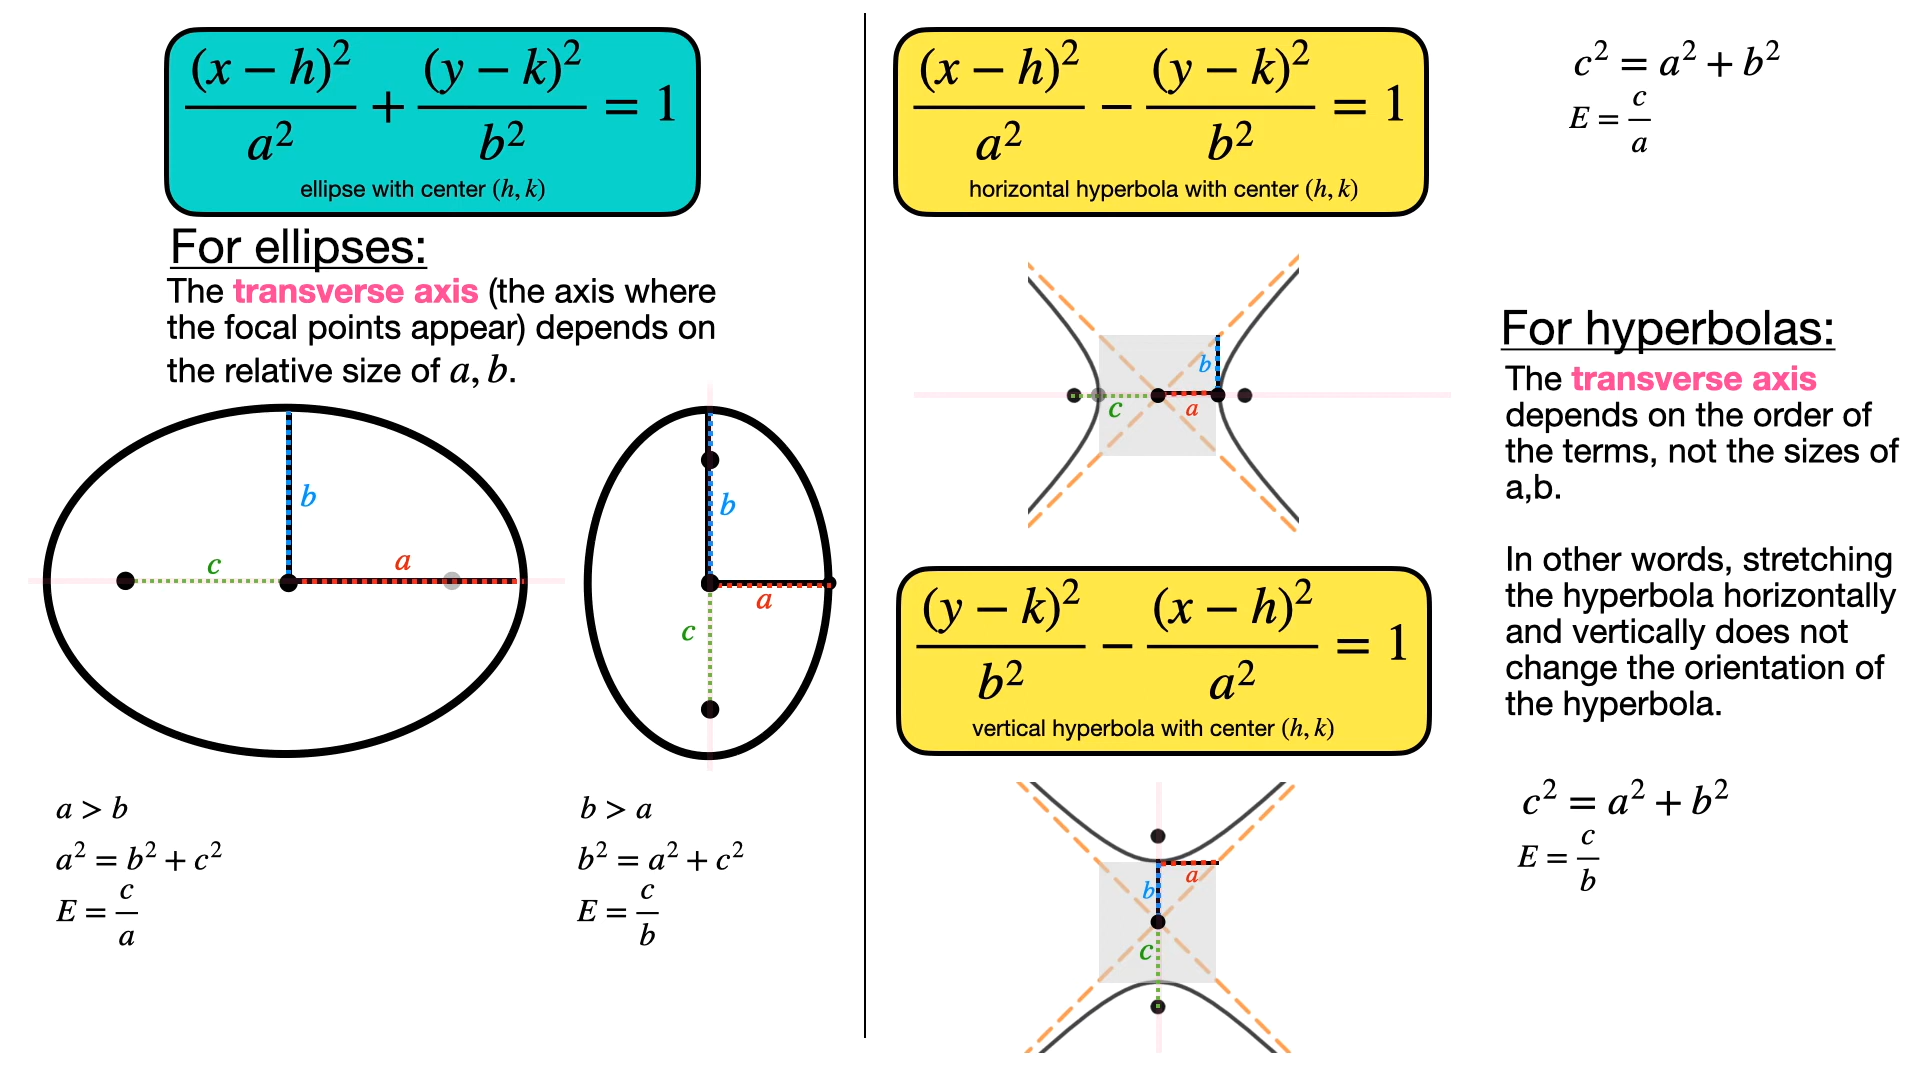 (x − h)² / a² + (y − k)² / b² = 1
ellipse with center (h, k)
For ellipses:
The transverse axis (the axis where
the focal points appear) depends on
the relative size of a, b.
b
c
a
b
a
c
a > b
a² = b² + c²
E = c / a
b > a
b² = a² + c²
E = c / b
(x − h)² / a² − (y − k)² / b² = 1
horizontal hyperbola with center (h, k)
c² = a² + b²
E = c / a
b
c
a
For hyperbolas:
The transverse axis
depends on the order of
the terms, not the sizes of
a,b.
In other words, stretching
the hyperbola horizontally
and vertically does not
change the orientation of
the hyperbola.
(y − k)² / b² − (x − h)² / a² = 1
vertical hyperbola with center (h, k)
a
b
c
c² = a² + b²
E = c / b